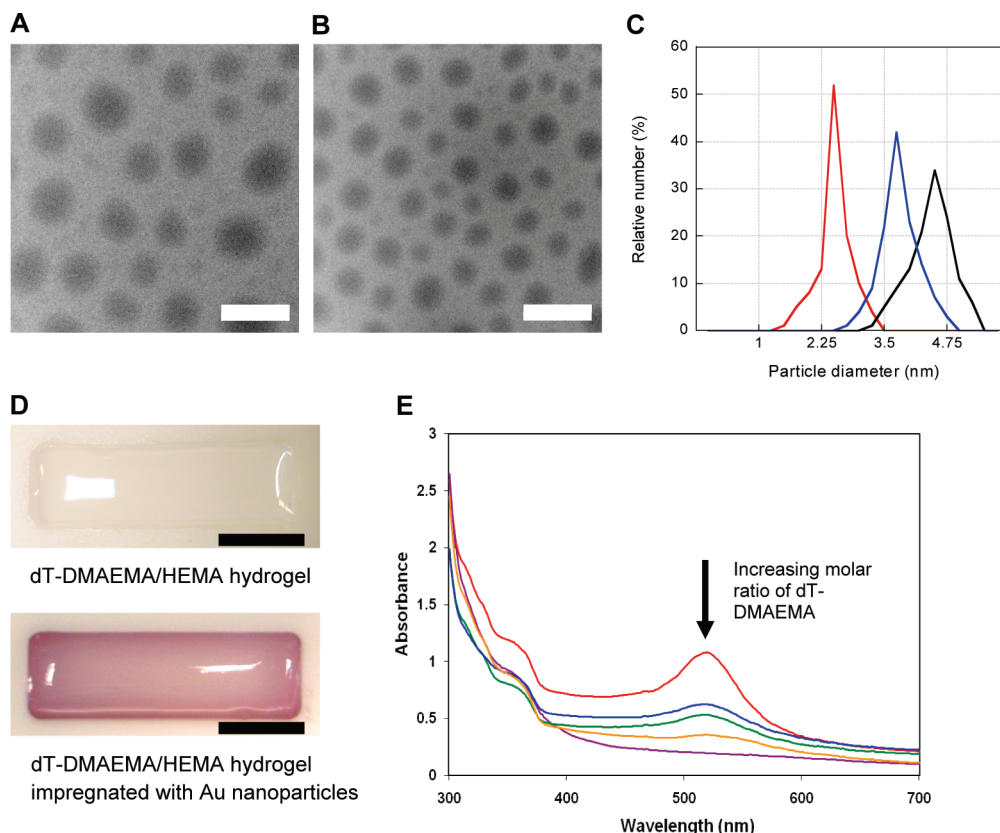 A
B
C
60
50
40
30
20
10
0
Relative number (%)
1 2.25 3.5 4.75
Particle diameter (nm)
D
dT-DMAEMA/HEMA hydrogel
dT-DMAEMA/HEMA hydrogel
impregnated with Au nanoparticles
E
3
2.5
2
1.5
1
0.5
0
Absorbance
Increasing molar
ratio of dT-
DMAEMA
300 400 500 600 700
Wavelength (nm)